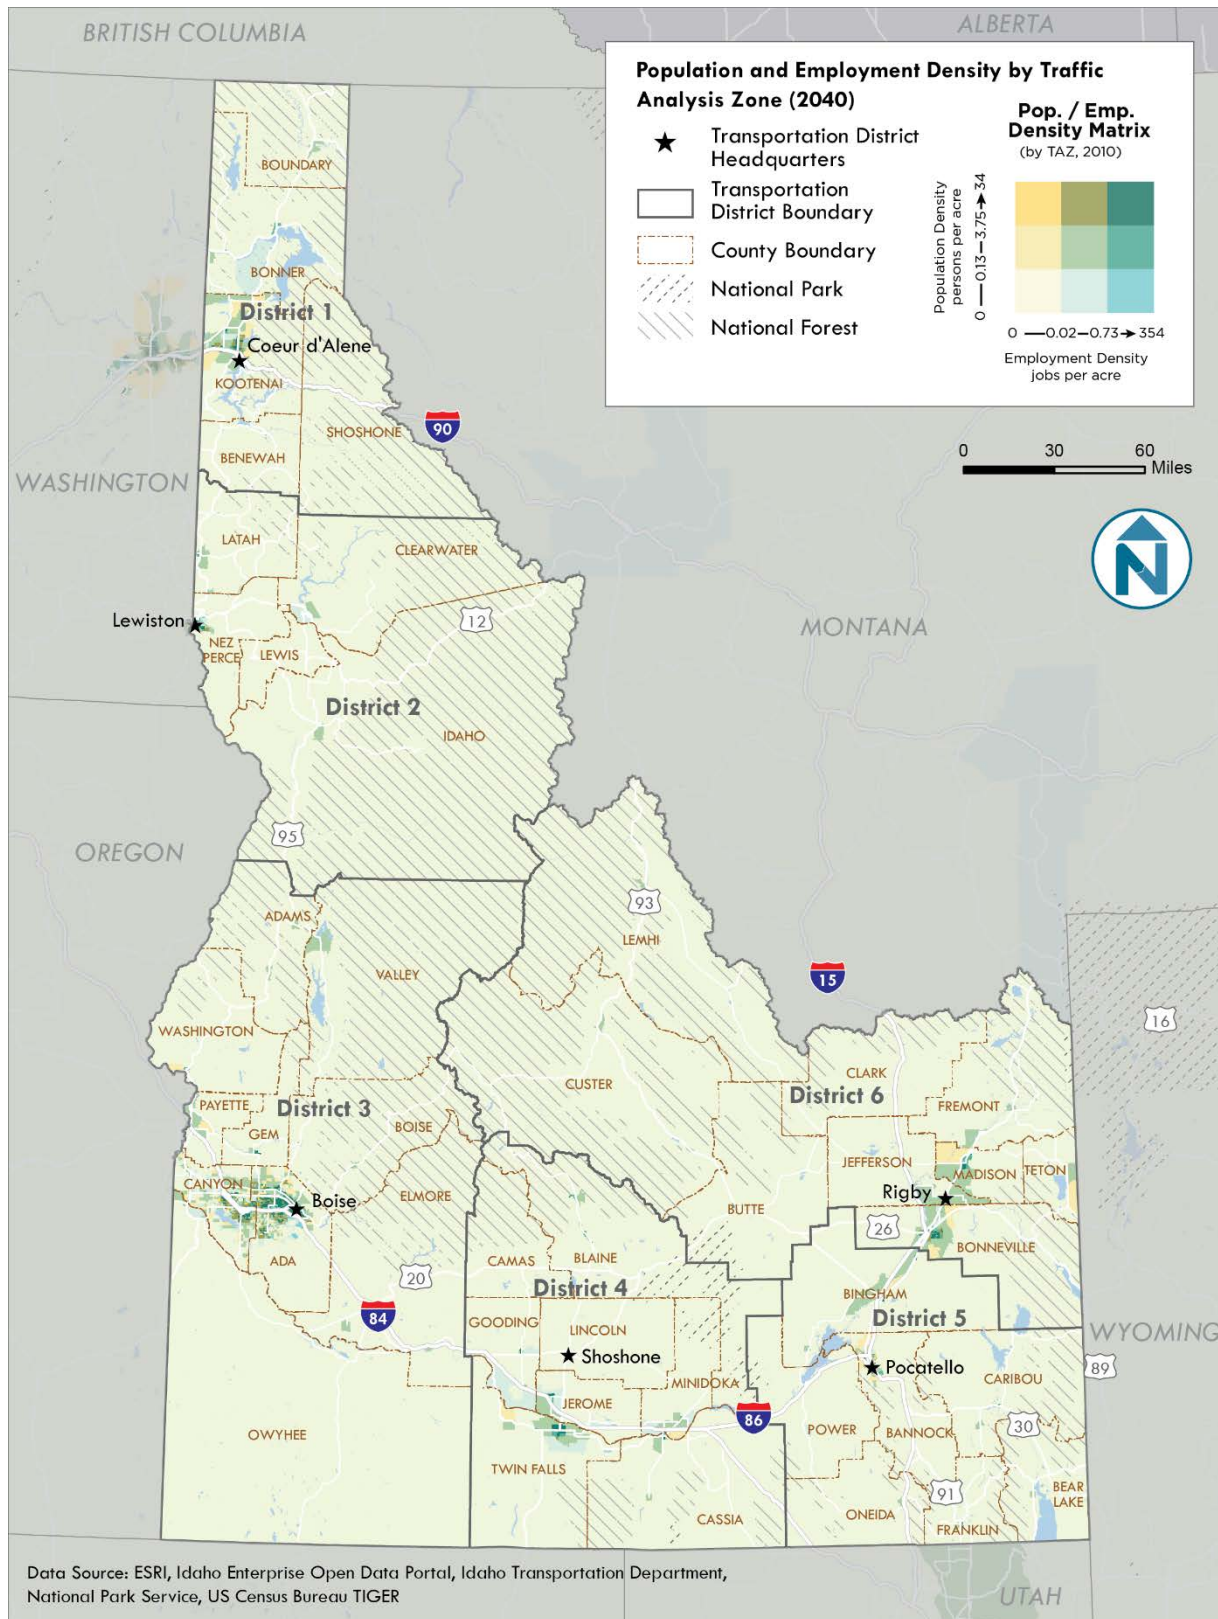 BRITISH COLUMBIA
ALBERTA
Population and Employment Density by Traffic
Analysis Zone (2040)
Transportation District
Headquarters
Transportation
District Boundary
County Boundary
National Park
National Forest
Pop. / Emp.
Density Matrix
(by TAZ, 2010)
Population Density
persons per acre
0 — 0.13 — 3.75 → 34
0 — 0.02 — 0.73 → 354
Employment Density
jobs per acre
BOUNDARY
BONNER
District 1
Coeur d'Alene
KOOTENAI
SHOSHONE
90
BENEWAH
WASHINGTON
0 30 60
Miles
N
LATAH
CLEARWATER
Lewiston
12
NEZ
PERCE
LEWIS
MONTANA
District 2
IDAHO
95
OREGON
93
ADAMS
LEMHI
VALLEY
15
16
WASHINGTON
CLARK
CUSTER
District 6
PAYETTE
District 3
FREMONT
BOISE
GEM
JEFFERSON
MADISON
TETON
CANYON
Boise
ELMORE
Rigby
BUTTE
26
BONNEVILLE
ADA
CAMAS
BLAINE
20
District 4
BINGHAM
84
GOODING
LINCOLN
District 5
WYOMING
Shoshone
Pocatello
89
MINIDOKA
CARIBOU
JEROME
86
30
OWYHEE
POWER
BANNOCK
TWIN FALLS
91
BEAR
LAKE
CASSIA
ONEIDA
FRANKLIN
Data Source: ESRI, Idaho Enterprise Open Data Portal, Idaho Transportation Department,
National Park Service, US Census Bureau TIGER
UTAH